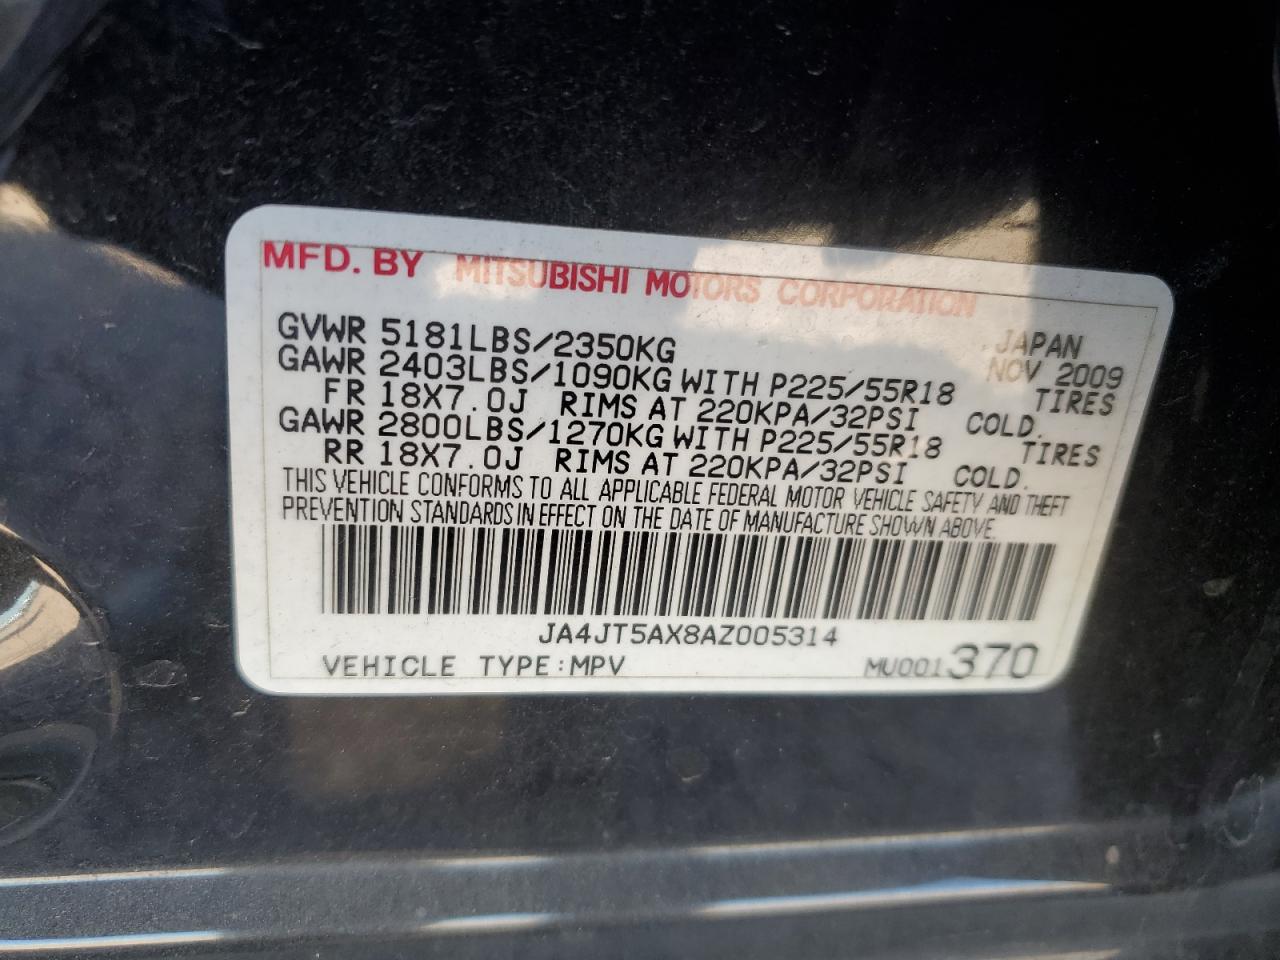 MFD. BY MITSUBISHI MOTORS CORPORATION
GVWR 5181LBS/2350KG JAPAN
NOV 2009
GAWR 2403LBS/1090KG WITH P225/55R18 TIRES
FR 18X7.0J RIMS AT 220KPA/32PSI COLD.
GAWR 2800LBS/1270KG WITH P225/55R18 TIRES
RR 18X7.0J RIMS AT 220KPA/32PSI COLD.
THIS VEHICLE CONFORMS TO ALL APPLICABLE FEDERAL MOTOR VEHICLE SAFETY AND THEFT
PREVENTION STANDARDS IN EFFECT ON THE DATE OF MANUFACTURE SHOWN ABOVE.
JA4JT5AX8AZ005314
VEHICLE TYPE:MPV MU001370